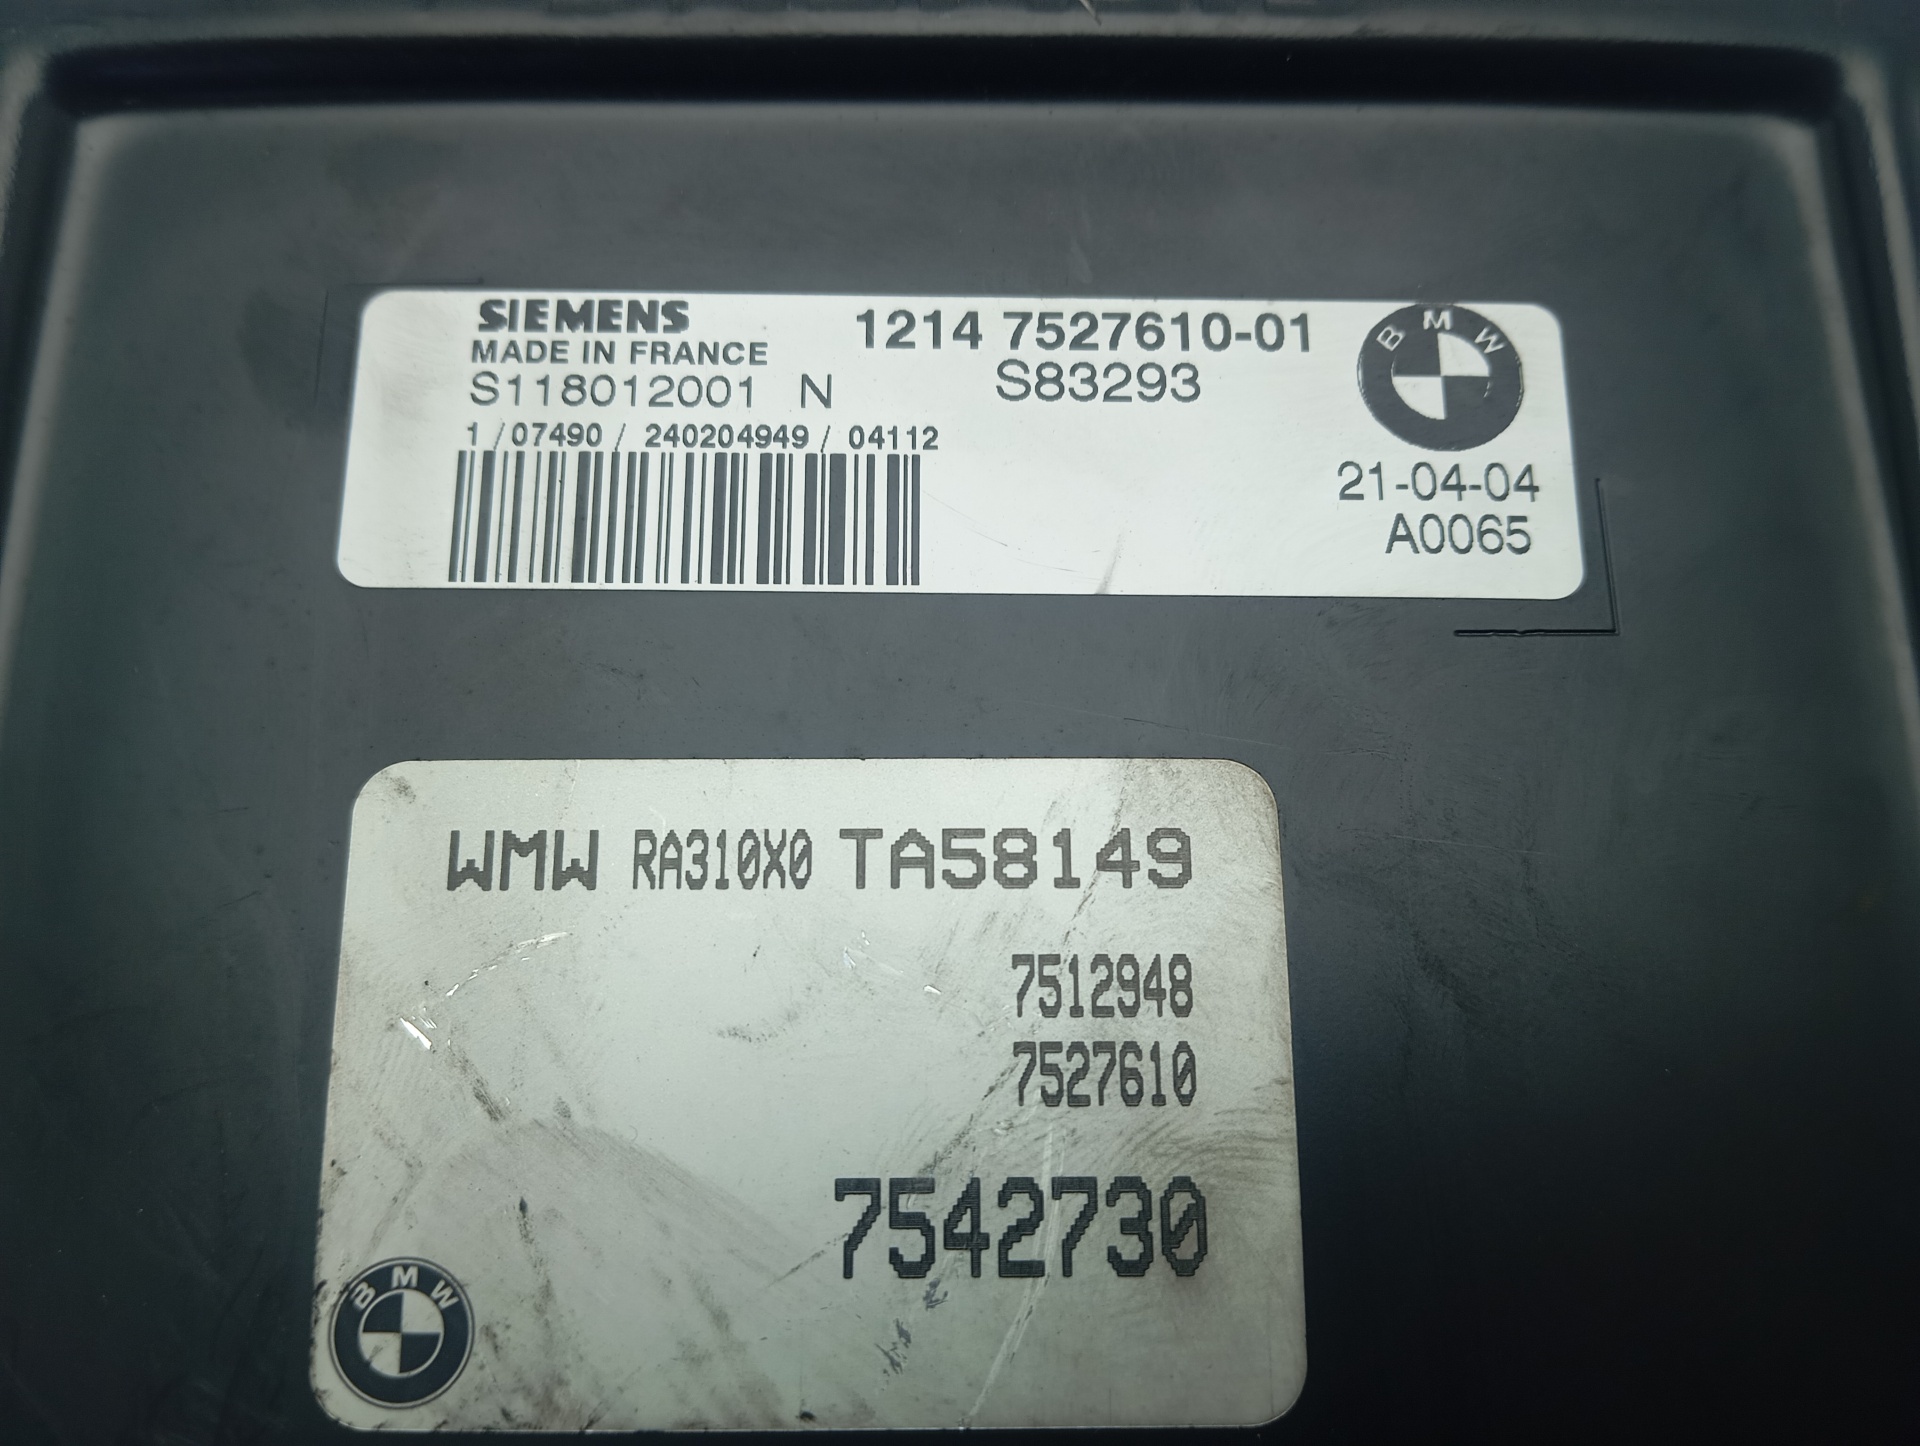 SIEMENS
MADE IN FRANCE
S118012001 N
1214 7527610-01
S83293
BMW
1 / 07490 / 240204949 / 04112
21-04-04
A0065
WMW RA310X0 TA58149
7512948
7527610
7542730
BMW